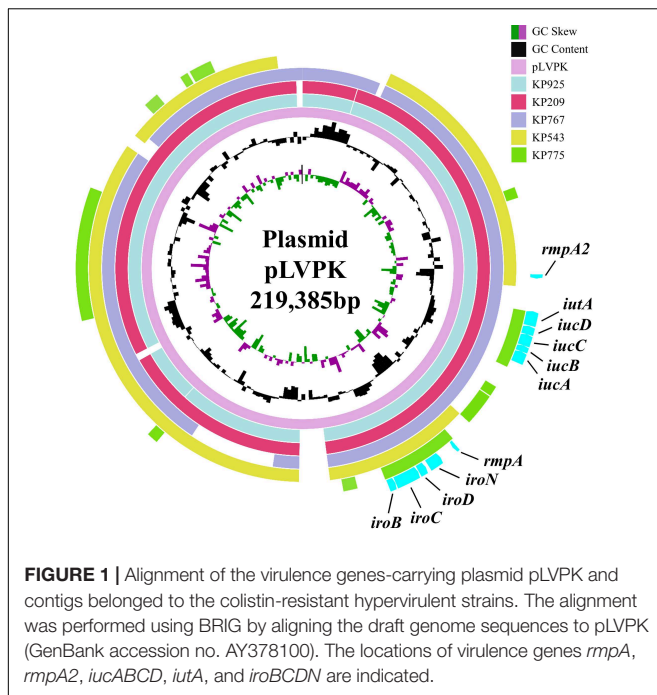 GC Skew
GC Content
pLVPK
KP925
KP209
KP767
KP543
KP775
Plasmid
pLVPK
219,385bp
rmpA2
iutA
iucD
iucC
iucB
iucA
rmpA
iroN
iroD
iroC
iroB
FIGURE 1 | Alignment of the virulence genes-carrying plasmid pLVPK and
contigs belonged to the colistin-resistant hypervirulent strains. The alignment
was performed using BRIG by aligning the draft genome sequences to pLVPK
(GenBank accession no. AY378100). The locations of virulence genes rmpA,
rmpA2, iucABCD, iutA, and iroBCDN are indicated.